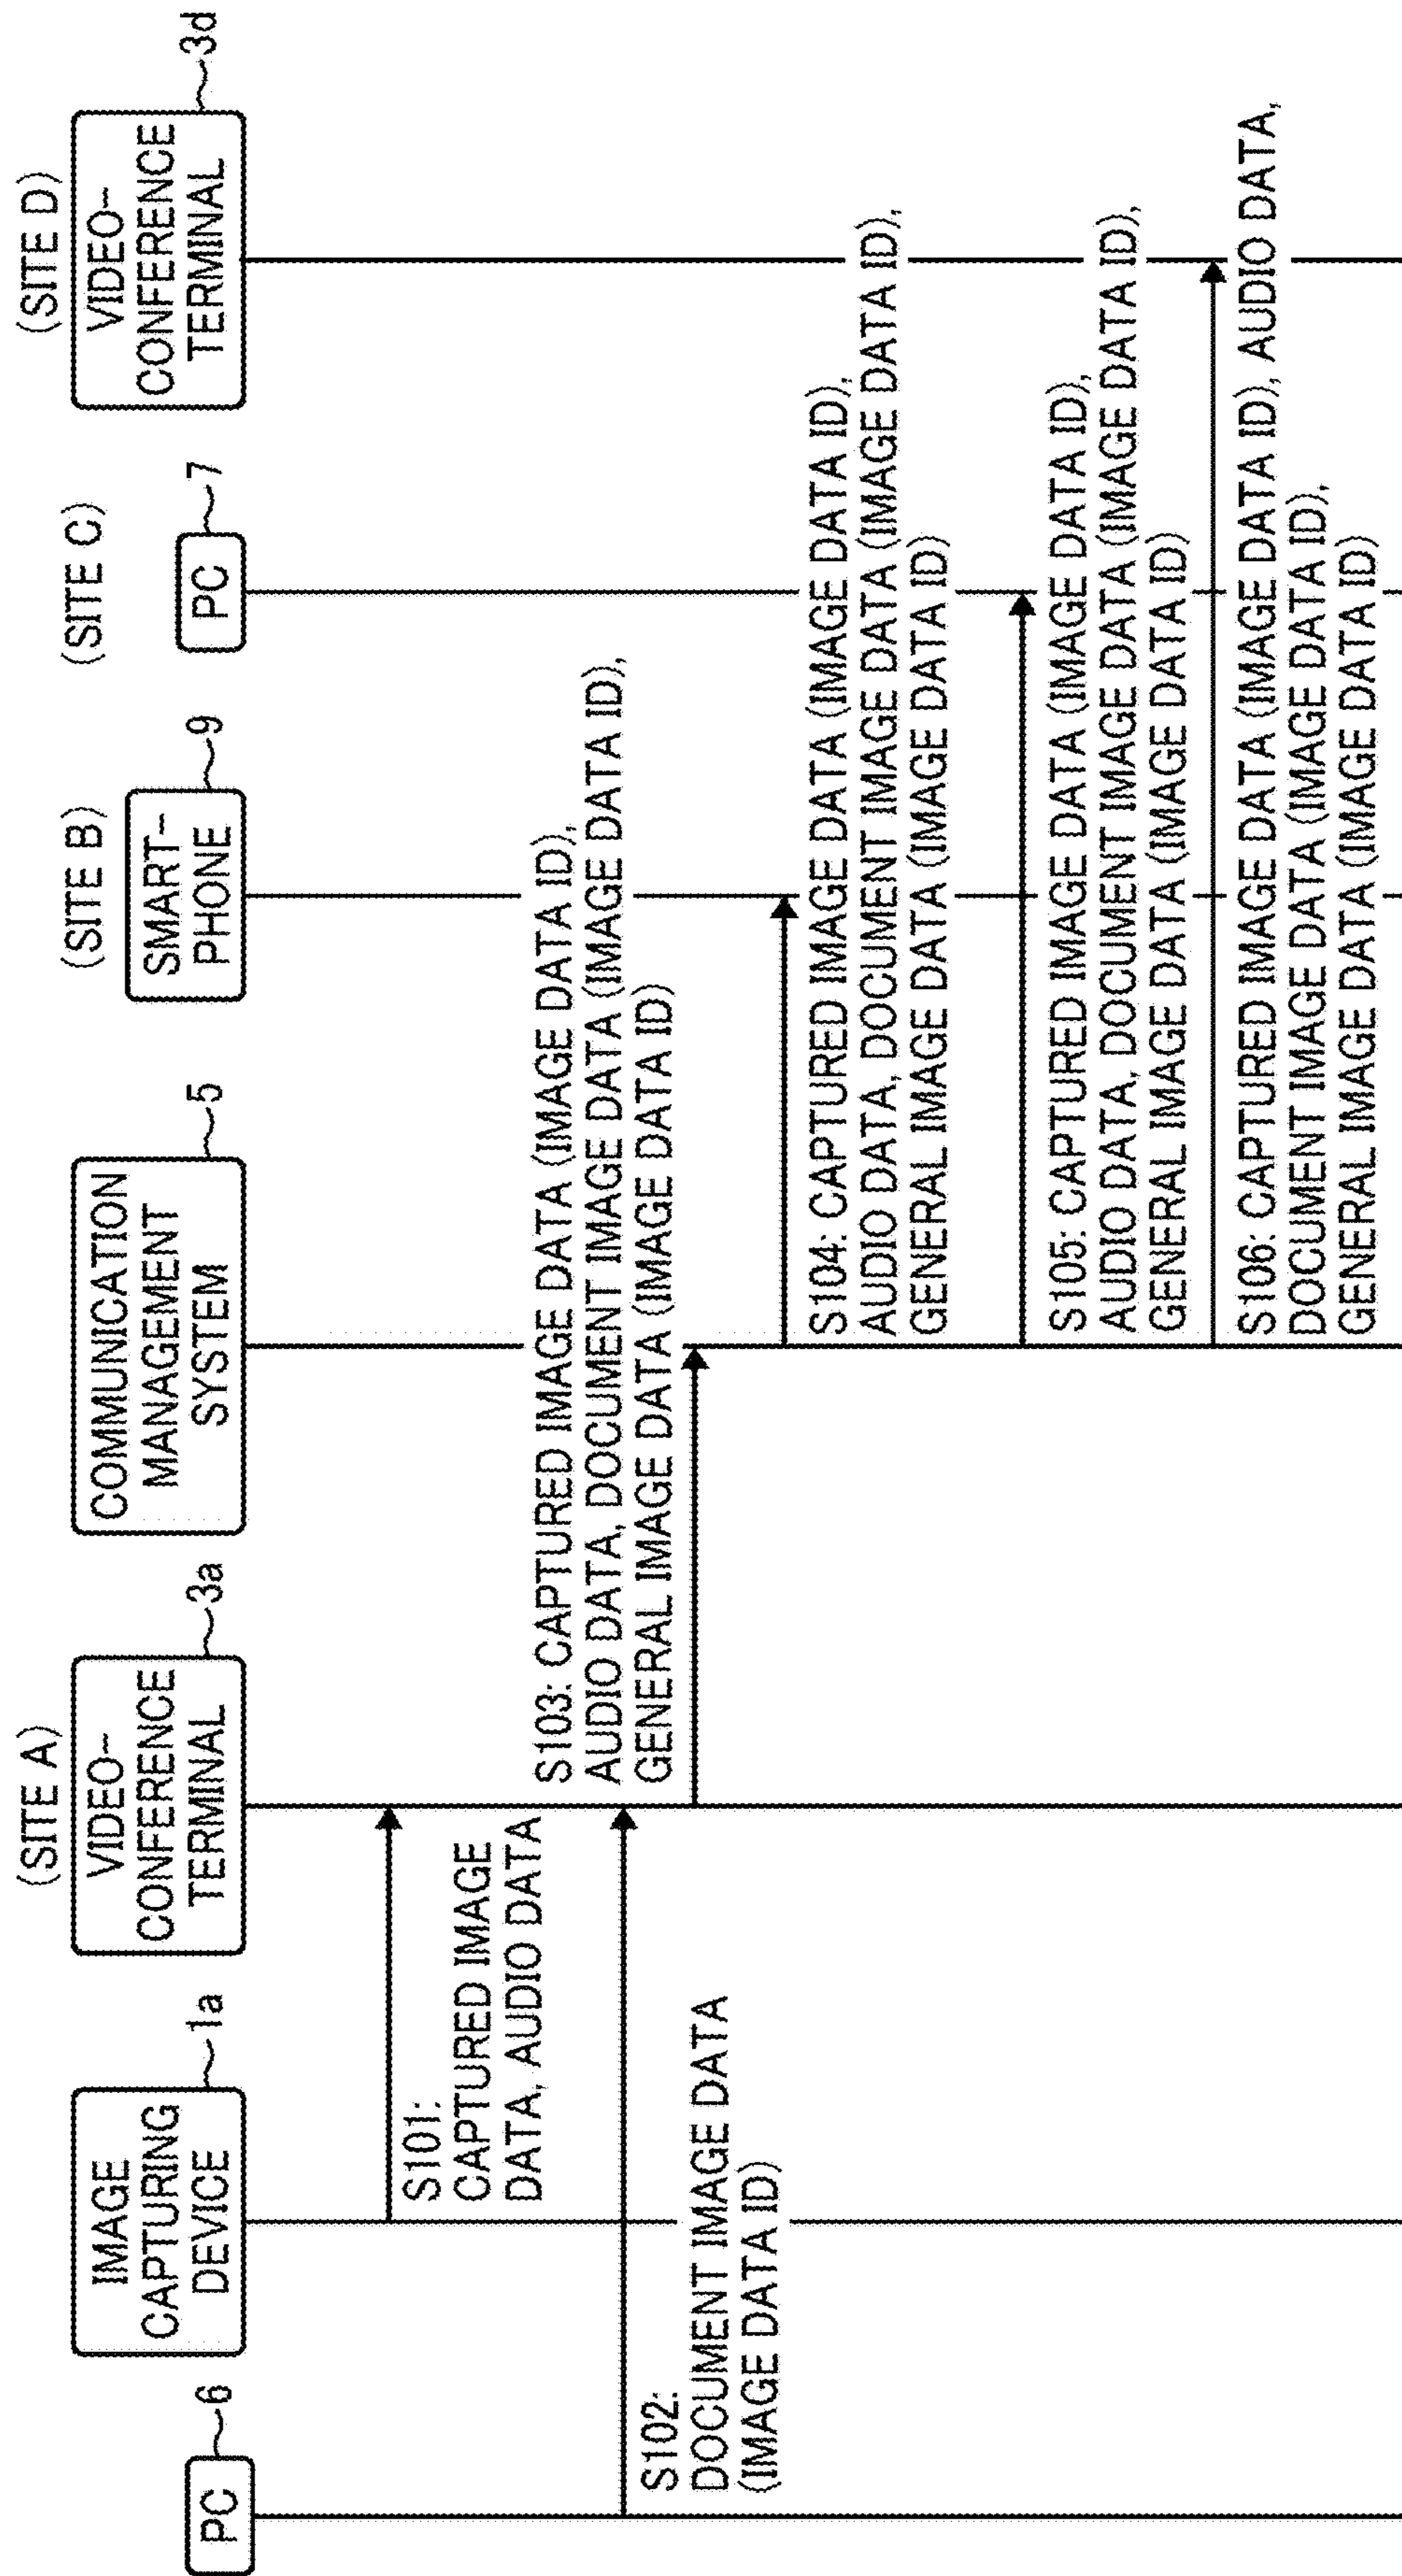 (SITE A)
(SITE B)
(SITE C)
(SITE D)
PC
6
IMAGE
CAPTURING
DEVICE
1a
VIDEO-
CONFERENCE
TERMINAL
3a
COMMUNICATION
MANAGEMENT
SYSTEM
5
SMART-
PHONE
9
PC
7
VIDEO-
CONFERENCE
TERMINAL
3d
S101:
CAPTURED IMAGE
DATA, AUDIO DATA
S102:
DOCUMENT IMAGE DATA
(IMAGE DATA ID)
S103: CAPTURED IMAGE DATA (IMAGE DATA ID),
AUDIO DATA, DOCUMENT IMAGE DATA (IMAGE DATA ID),
GENERAL IMAGE DATA (IMAGE DATA ID)
S104: CAPTURED IMAGE DATA (IMAGE DATA ID),
AUDIO DATA, DOCUMENT IMAGE DATA (IMAGE DATA ID),
GENERAL IMAGE DATA (IMAGE DATA ID)
S105: CAPTURED IMAGE DATA (IMAGE DATA ID),
AUDIO DATA, DOCUMENT IMAGE DATA (IMAGE DATA ID),
GENERAL IMAGE DATA (IMAGE DATA ID)
S106: CAPTURED IMAGE DATA (IMAGE DATA ID), AUDIO DATA,
DOCUMENT IMAGE DATA (IMAGE DATA ID),
GENERAL IMAGE DATA (IMAGE DATA ID)